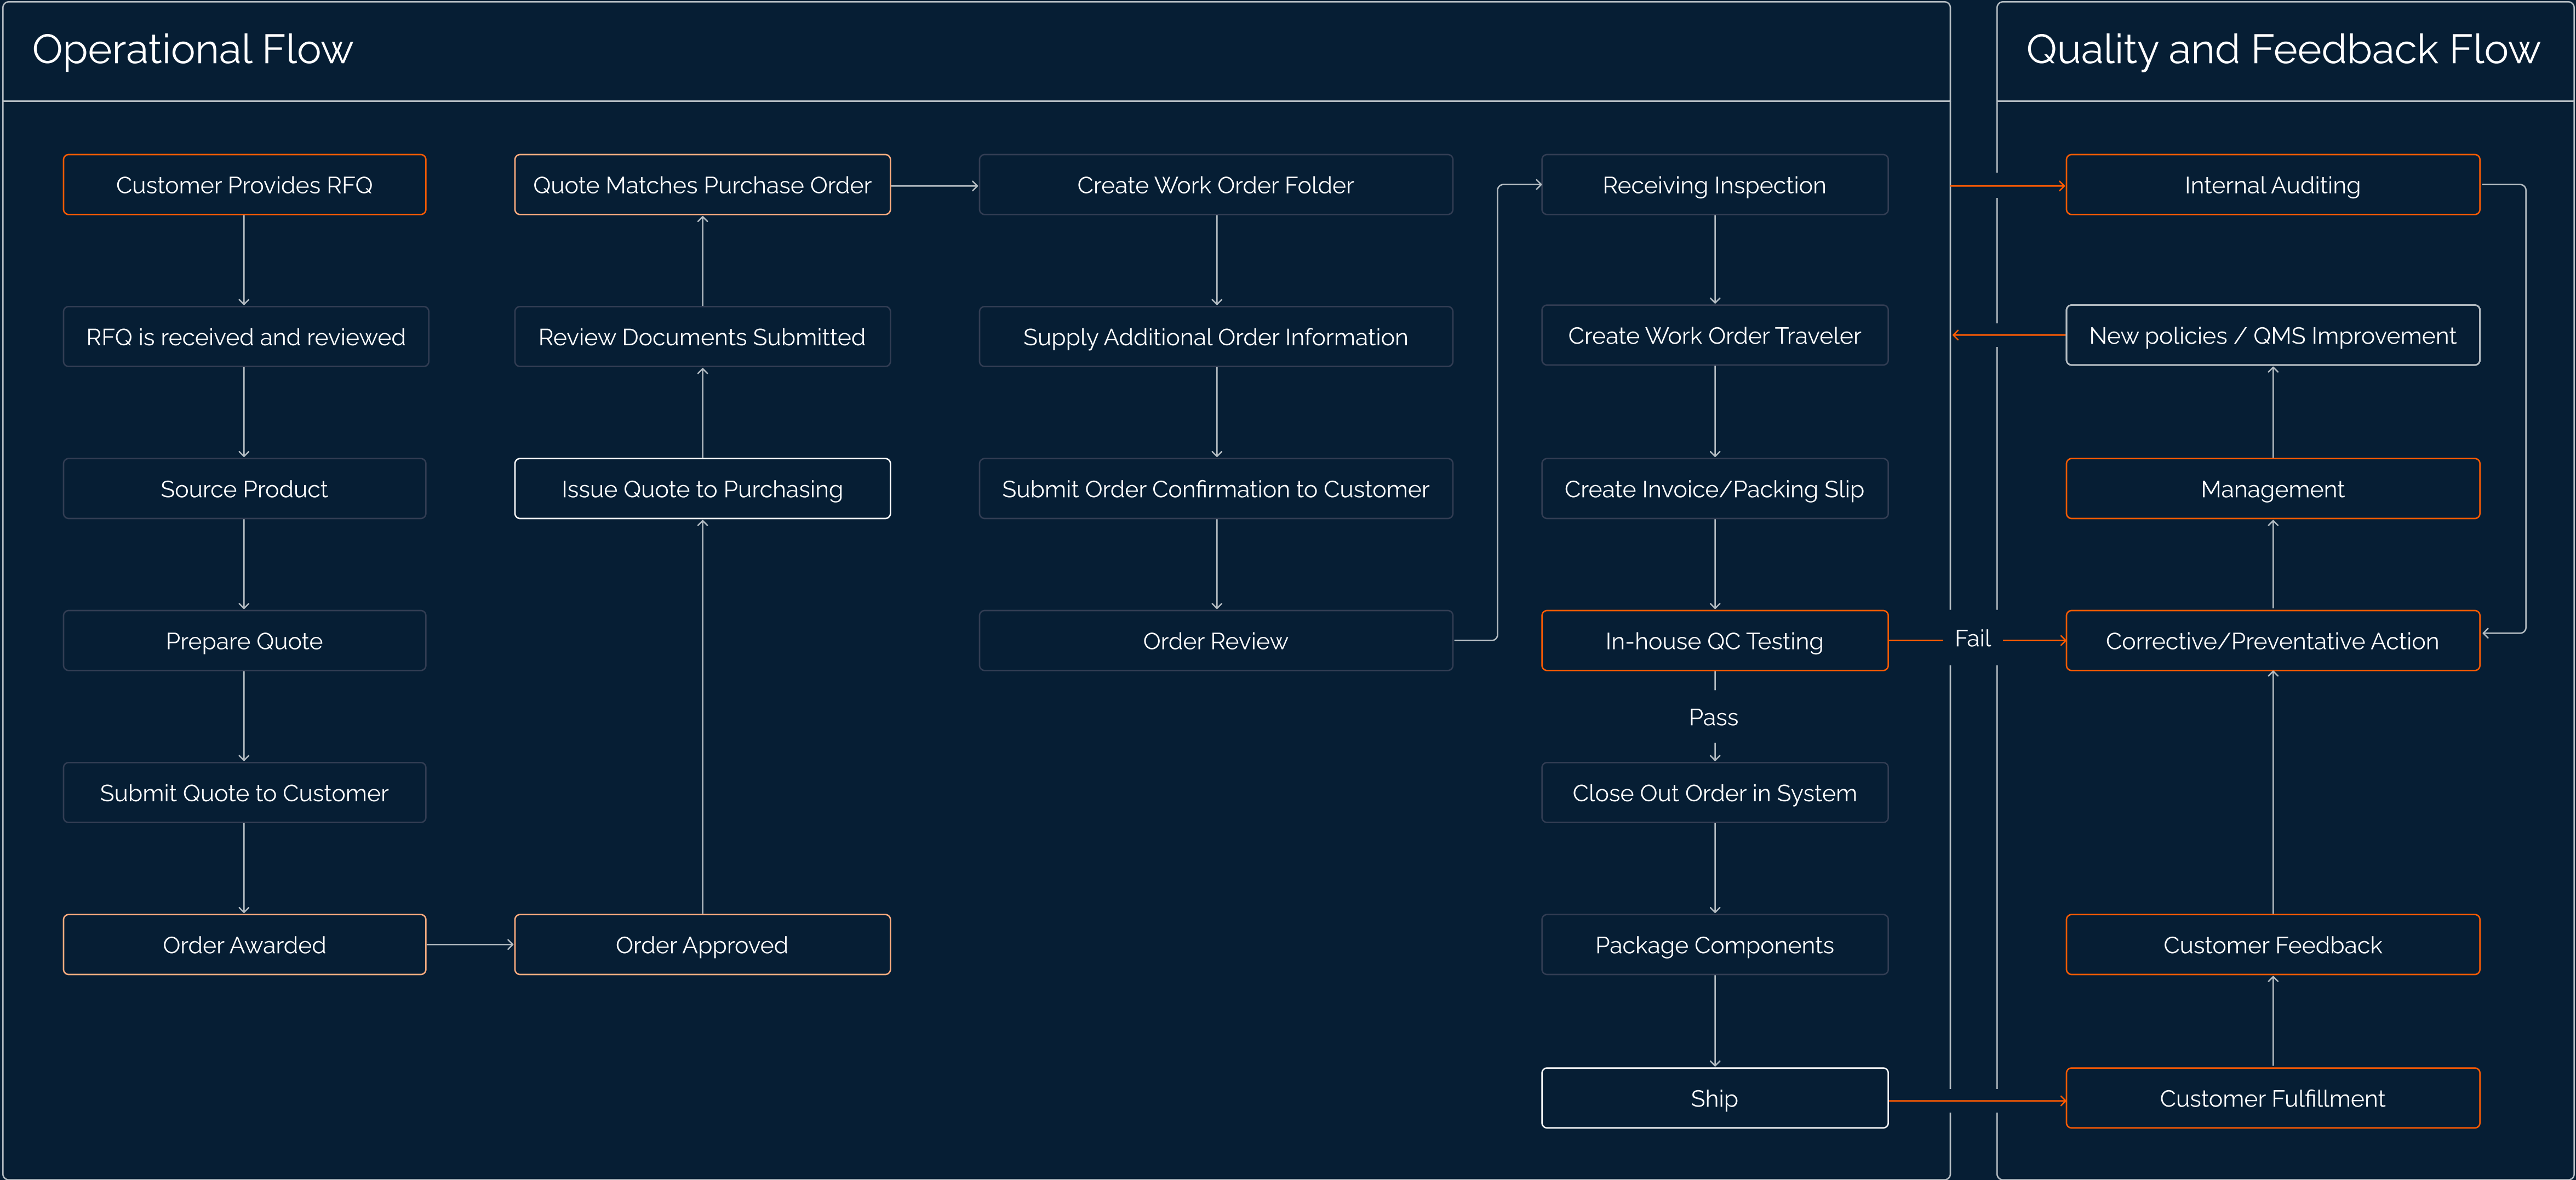 Operational Flow
Quality and Feedback Flow
Customer Provides RFQ
RFQ is received and reviewed
Source Product
Prepare Quote
Submit Quote to Customer
Order Awarded
Order Approved
Issue Quote to Purchasing
Review Documents Submitted
Quote Matches Purchase Order
Create Work Order Folder
Supply Additional Order Information
Submit Order Confirmation to Customer
Order Review
Receiving Inspection
Create Work Order Traveler
Create Invoice/Packing Slip
In-house QC Testing
Fail
Pass
Close Out Order in System
Package Components
Ship
Internal Auditing
New policies / QMS Improvement
Management
Corrective/Preventative Action
Customer Feedback
Customer Fulfillment